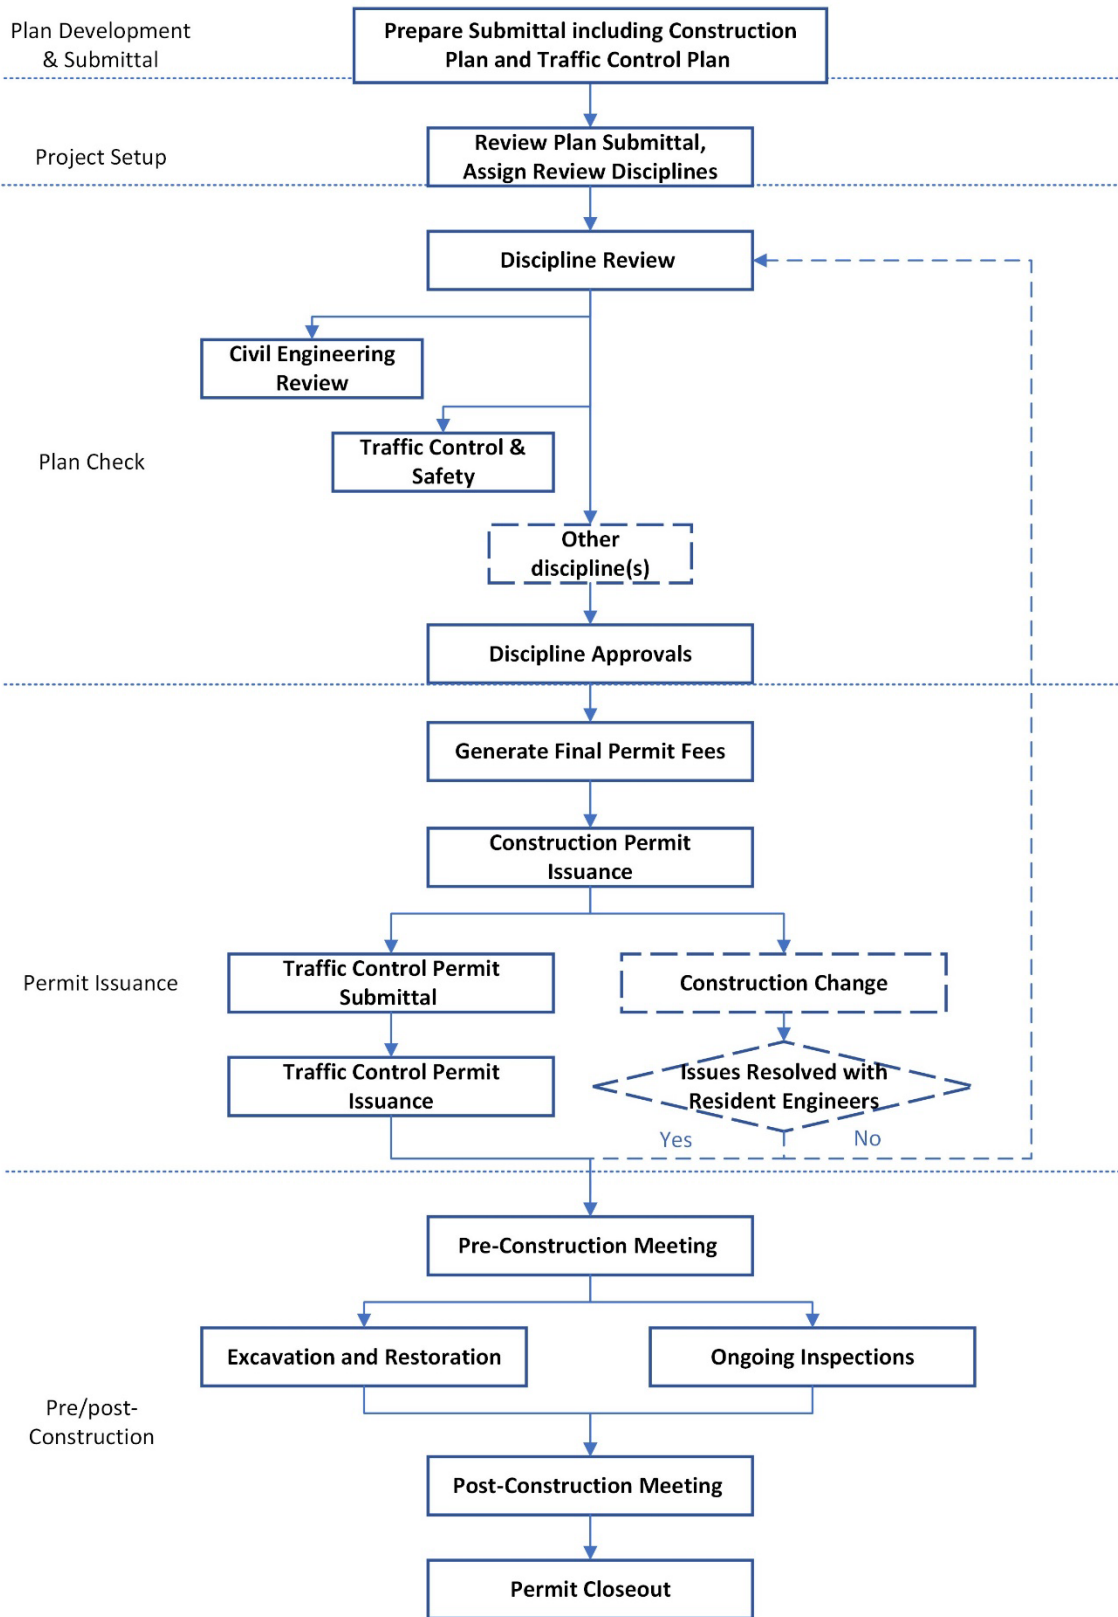 Plan Development
& Submittal
Prepare Submittal including Construction
Plan and Traffic Control Plan
Project Setup
Review Plan Submittal,
Assign Review Disciplines
Discipline Review
Civil Engineering
Review
Plan Check
Traffic Control &
Safety
Other
discipline(s)
Discipline Approvals
Generate Final Permit Fees
Construction Permit
Issuance
Permit Issuance
Traffic Control Permit
Submittal
Construction Change
Traffic Control Permit
Issuance
Issues Resolved with
Resident Engineers
Yes
No
Pre-Construction Meeting
Excavation and Restoration
Ongoing Inspections
Pre/post-
Construction
Post-Construction Meeting
Permit Closeout